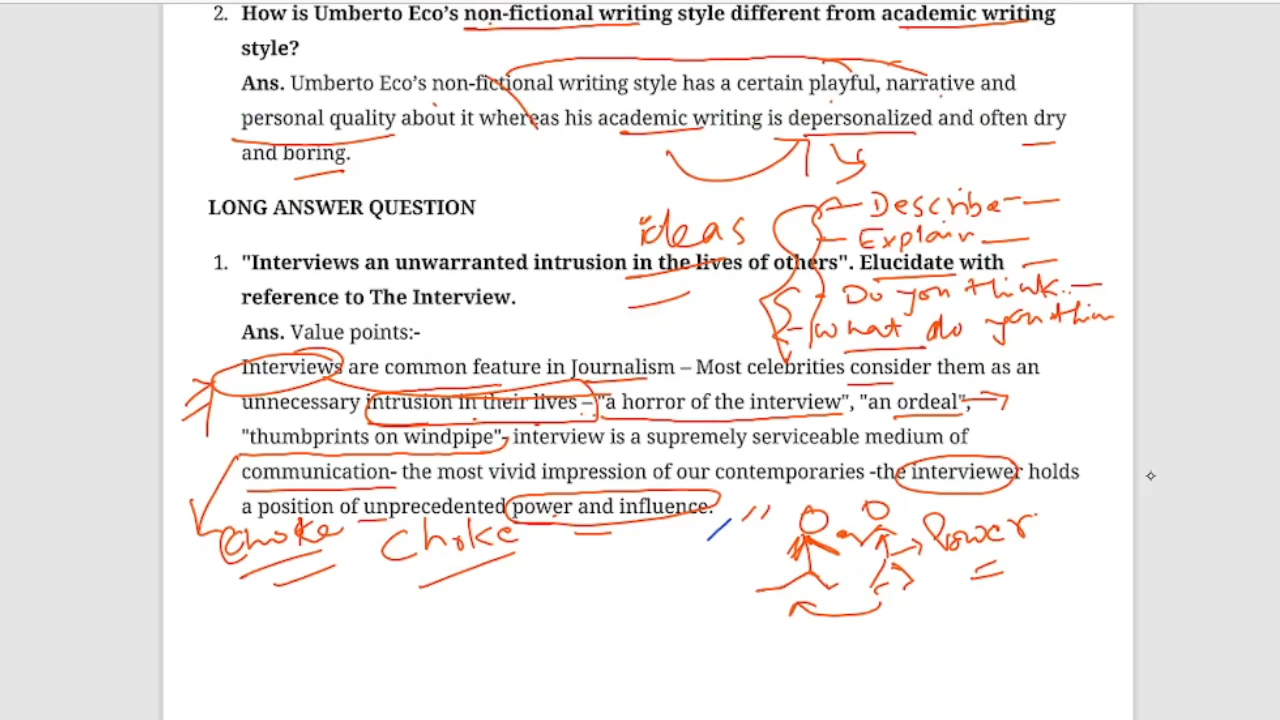 2. How is Umberto Eco's non-fictional writing style different from academic writing
style?
Ans. Umberto Eco's non-fictional writing style has a certain playful, narrative and
personal quality about it whereas his academic writing is depersonalized and often dry
and boring.
LONG ANSWER QUESTION
ideas
Describe
Explain
1. "Interviews an unwarranted intrusion in the lives of others". Elucidate with
reference to The Interview.
Do you think..
What do you thin
Ans. Value points:-
Interviews are common feature in Journalism – Most celebrities consider them as an
unnecessary intrusion in their lives – "a horror of the interview", "an ordeal",
"thumbprints on windpipe"- interview is a supremely serviceable medium of
communication- the most vivid impression of our contemporaries -the interviewer holds
a position of unprecedented power and influence.
Choke Choke
Power